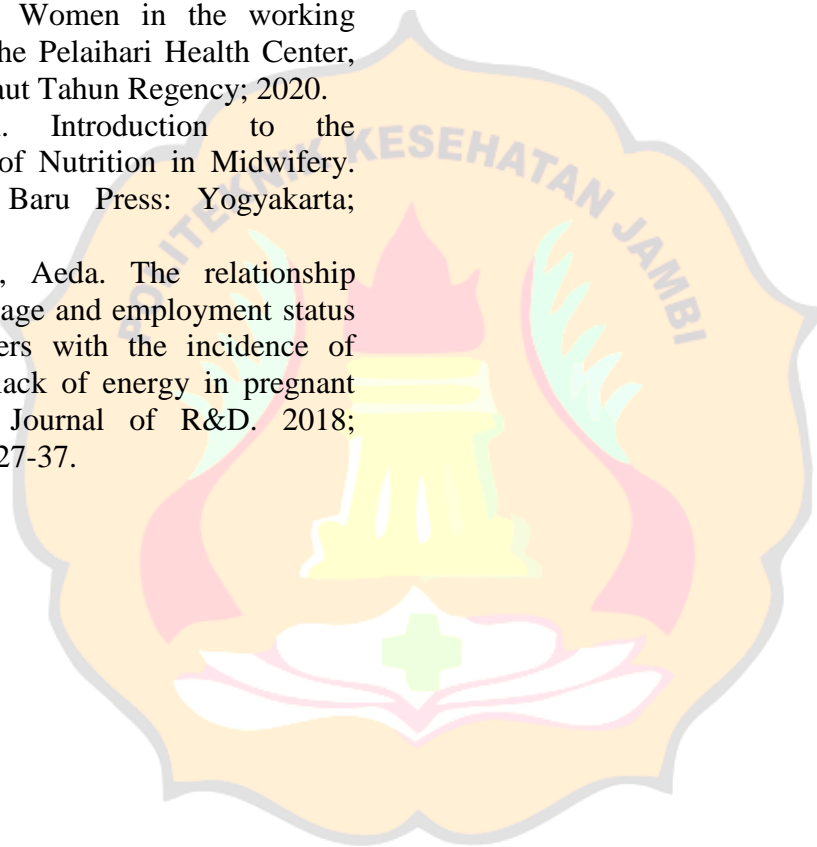 Women in the working
he Pelaihari Health Center,
aut Tahun Regency; 2020.
. Introduction to the
of Nutrition in Midwifery.
Baru Press: Yogyakarta;
, Aeda. The relationship
age and employment status
ers with the incidence of
lack of energy in pregnant
Journal of R&D. 2018;
27-37.
POLITEKNIK KESEHATAN JAMBI